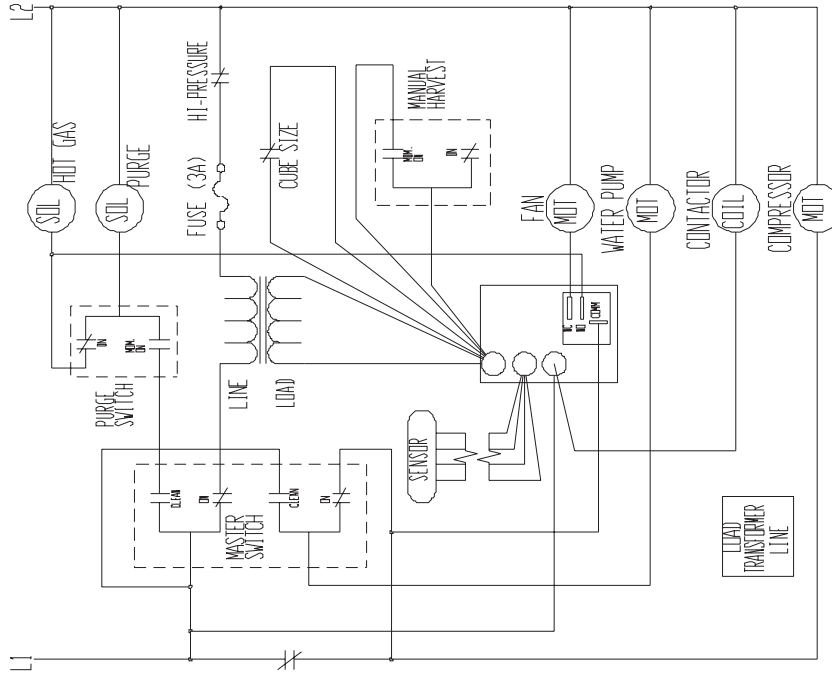 L2
HOT GAS
SOL
PURGE
SOL
HI-PRESSURE
FUSE (3A)
CUBE SIZE
MANUAL
HARVEST
MOM.
ON
ON
FAN
MOT
WATER PUMP
MOT
CONTACTOR
COIL
COMPRESSOR
MOT
ON
MOM.
ON
PURGE
SWITCH
LINE
LOAD
NC
NO
COMM
SENSOR
CLEAN
ON
CLEAN
ON
MASTER
SWITCH
LOAD
TRANSFORMER
LINE
L1